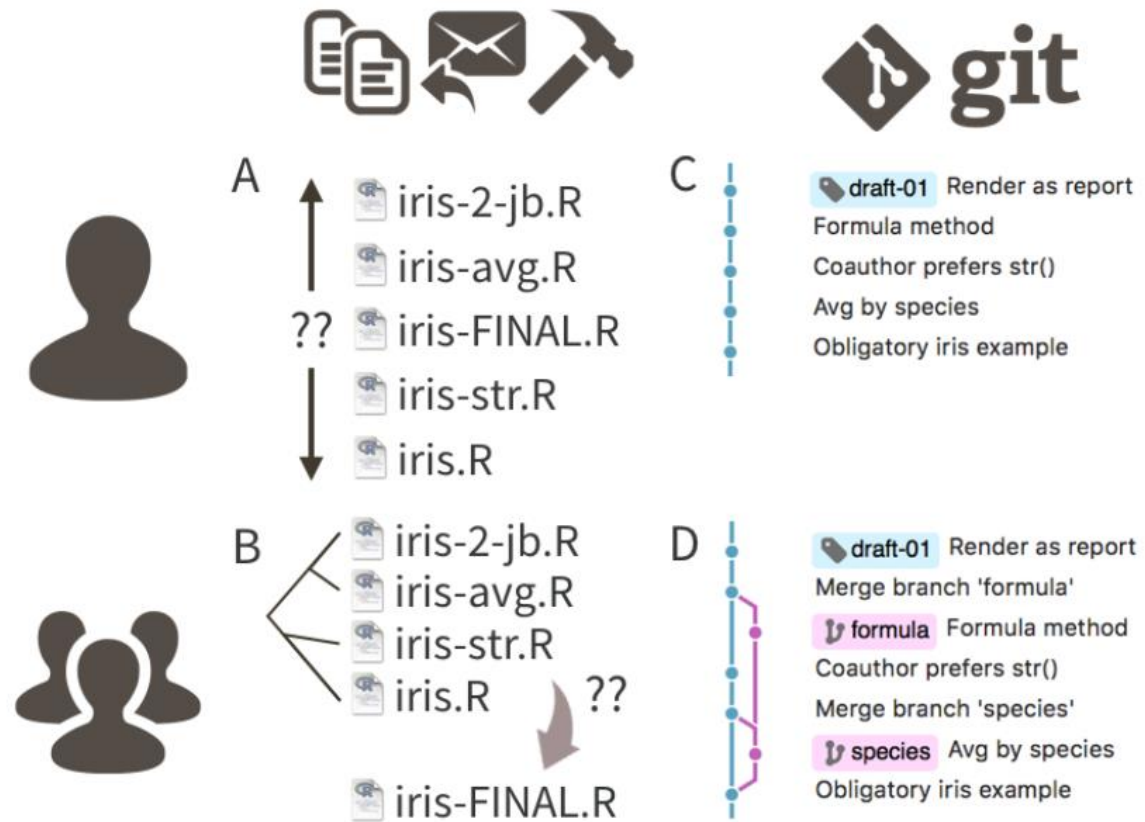 git
A
iris-2-jb.R
iris-avg.R
??
iris-FINAL.R
iris-str.R
iris.R
C
draft-01 Render as report
Formula method
Coauthor prefers str()
Avg by species
Obligatory iris example
B
iris-2-jb.R
iris-avg.R
iris-str.R
iris.R
??
iris-FINAL.R
D
draft-01 Render as report
Merge branch 'formula'
formula Formula method
Coauthor prefers str()
Merge branch 'species'
species Avg by species
Obligatory iris example